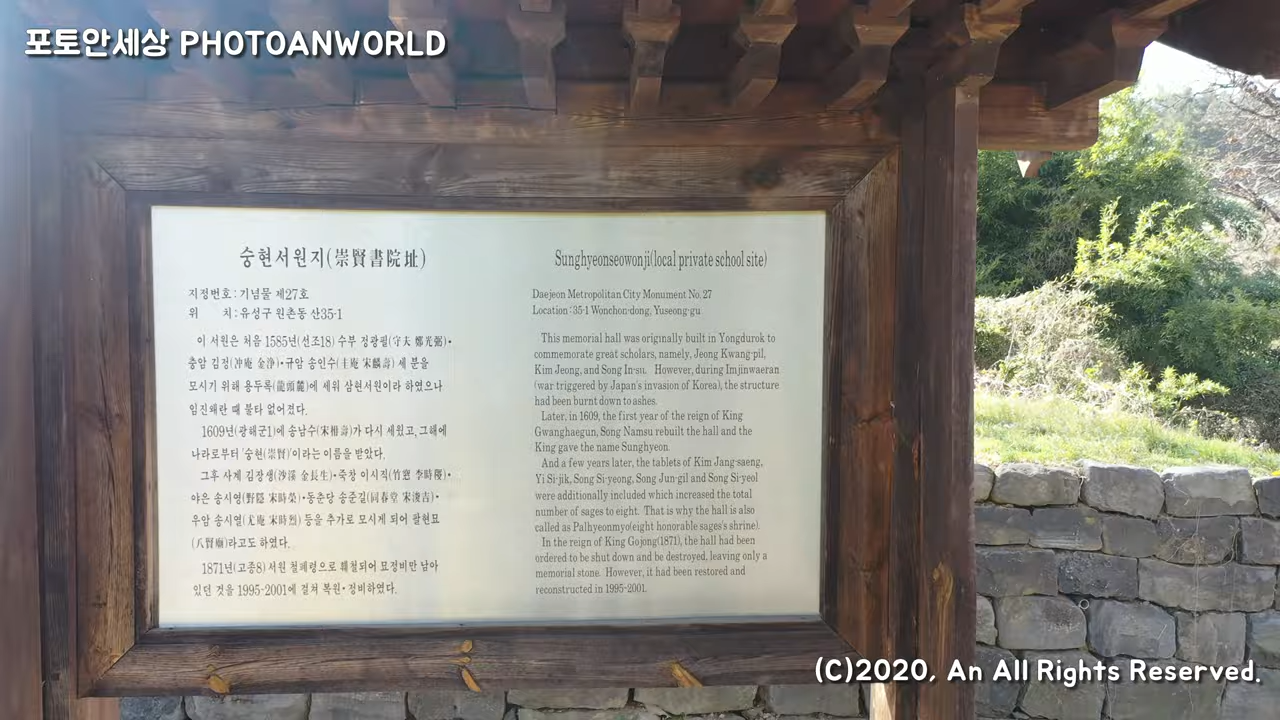 포토안세상 PHOTOANWORLD
숭현서원지(崇賢書院址)
지정번호 : 기념물 제27호
위 치 : 유성구 원촌동 산35-1
이 서원은 처음 1585년(선조18) 수부 정광필(守夫 鄭光弼)•
충암 김정(冲庵 金淨)•규암 송인수(圭庵 宋麟壽) 세 분을
모시기 위해 용두록(龍頭麓)에 세워 삼현서원이라 하였으나
임진왜란 때 불타 없어졌다.
1609년(광해군1)에 송남수(宋枏壽)가 다시 세웠고, 그해에
나라로부터 '숭현(崇賢)'이라는 이름을 받았다.
그후 사계 김장생(沙溪 金長生)•죽창 이시직(竹窓 李時稷)•
야은 송시영(野隱 宋時榮)•동춘당 송준길(同春堂 宋浚吉)•
우암 송시열(尤庵 宋時烈) 등을 추가로 모시게 되어 팔현묘
(八賢廟)라고도 하였다.
1871년(고종8) 서원 철폐령으로 훼철되어 묘정비만 남아
있던 것을 1995-2001에 걸쳐 복원•정비하였다.
Sunghyeonseowonji(local private school site)
Daejeon Metropolitan City Monument No. 27
Location : 35-1 Wonchon-dong, Yuseong-gu
This memorial hall was originally built in Yongdurok to
commemorate great scholars, namely, Jeong Kwang-pil,
Kim Jeong, and Song In-su. However, during Imjinwaeran
(war triggered by Japan's invasion of Korea), the structure
had been burnt down to ashes.
Later, in 1609, the first year of the reign of King
Gwanghaegun, Song Namsu rebuilt the hall and the
King gave the name Sunghyeon.
And a few years later, the tablets of Kim Jang-saeng,
Yi Si-jik, Song Si-yeong, Song Jun-gil and Song Si-yeol
were additionally included which increased the total
number of sages to eight. That is why the hall is also
called as Palhyeonmyo(eight honorable sages's shrine).
In the reign of King Gojong(1871), the hall had been
ordered to be shut down and be destroyed, leaving only a
memorial stone. However, it had been restored and
reconstructed in 1995-2001.
(C)2020, An All Rights Reserved.